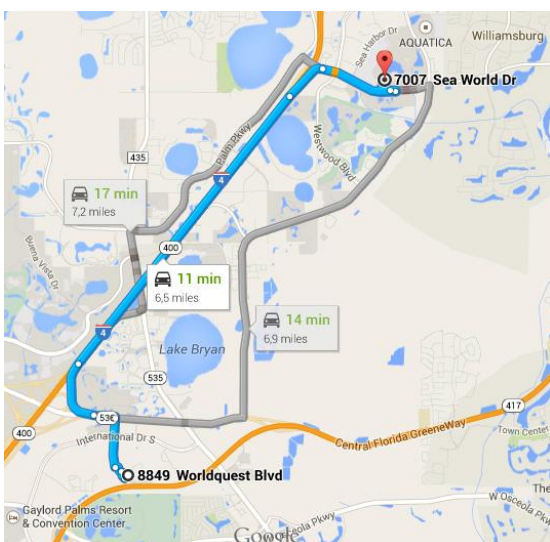 Williamsburg
AQUATICA
Sea Harbor Dr
7007 Sea World Dr
Palm Pkwy
Westwood Blvd
435
4
17 min
7,2 miles
Buena Vista Dr
400
11 min
6,5 miles
14 min
6,9 miles
4
Lake Bryan
535
417
53€
Town Center
400
International Dr S
Central Florida GreeneWay
8849 Worldquest Blvd
The
W Osceola Pkwy
Gaylord Palms Resort
& Convention Center
Google
Osceola Pkwy